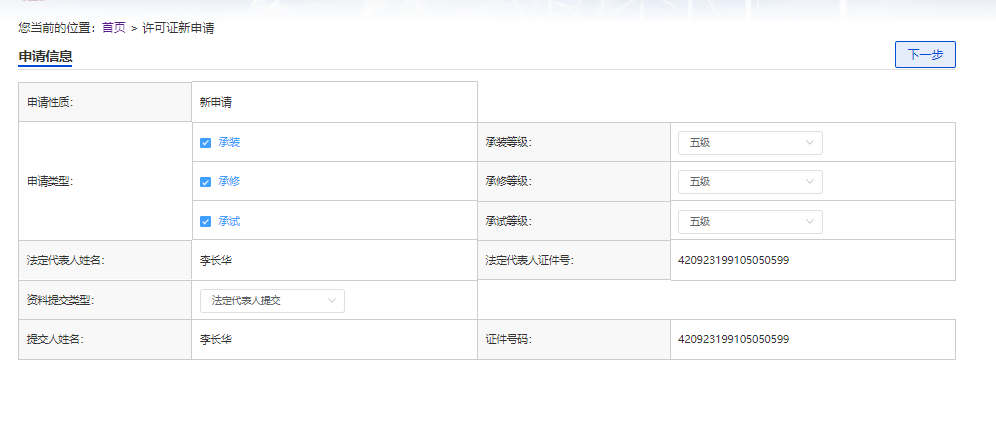 您当前的位置: 首页 > 许可证新申请
申请信息 下一步
申请性质: 新申请
申请类型:
承装 承装等级: 五级
承修 承修等级: 五级
承试 承试等级: 五级
法定代表人姓名: 李长华 法定代表人证件号: 420923199105050599
资料提交类型: 法定代表人提交
提交人姓名: 李长华 证件号码: 420923199105050599